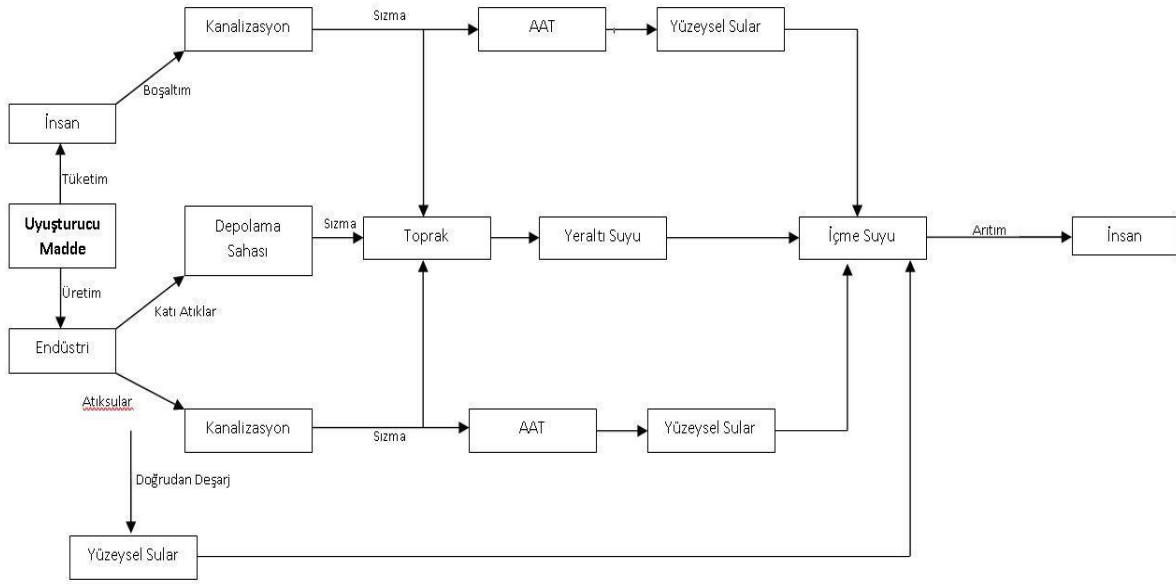 Kanalizasyon
Sızma
AAT
Yüzeysel Sular
Boşaltım
İnsan
Tüketim
Uyuşturucu
Madde
Depolama
Sahası
Sızma
Toprak
Yeraltı Suyu
İçme Suyu
Arıtım
İnsan
Üretim
Katı Atıklar
Endüstri
Atıksular
Kanalizasyon
Sızma
AAT
Yüzeysel Sular
Doğrudan Deşarj
Yüzeysel Sular